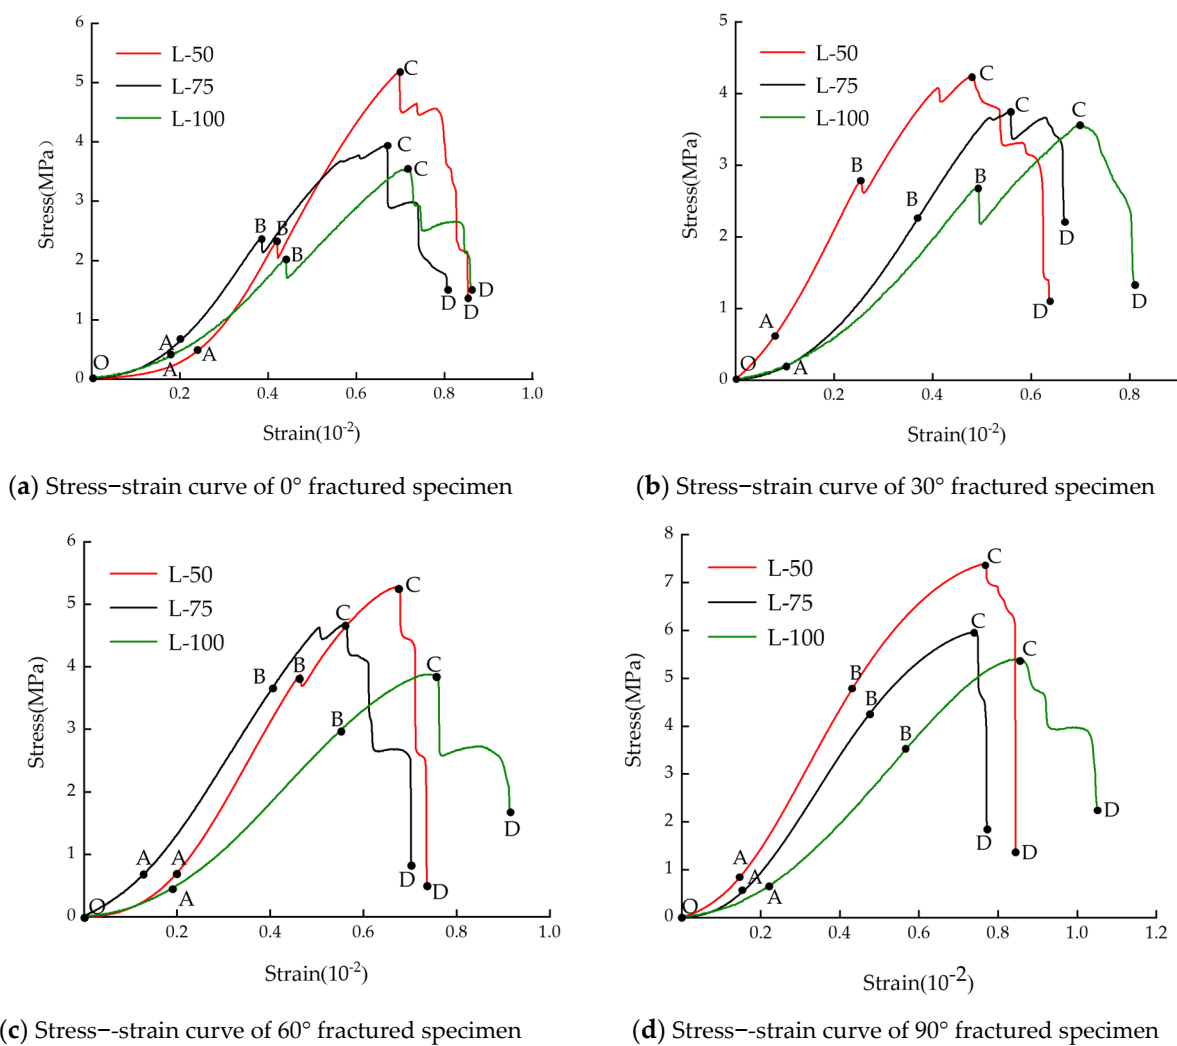 6
5
4
3
2
1
0
Stress(MPa)
L-50
L-75
L-100
C
C
C
B
B
B
A
A
A
O
D
D
D
0.2
0.4
0.6
0.8
1.0
Strain(10⁻²)
(a) Stress−strain curve of 0° fractured specimen
5
4
3
2
1
0
Stress(MPa)
L-50
L-75
L-100
C
C
C
B
B
B
A
A
O
D
D
D
0.2
0.4
0.6
0.8
Strain(10⁻²)
(b) Stress−strain curve of 30° fractured specimen
6
5
4
3
2
1
0
Stress(MPa)
L-50
L-75
L-100
C
C
C
B
B
B
A
A
A
O
D
D
D
0.2
0.4
0.6
0.8
1.0
Strain(10⁻²)
(c) Stress−-strain curve of 60° fractured specimen
8
7
6
5
4
3
2
1
0
Stress(MPa)
L-50
L-75
L-100
C
C
C
B
B
B
A
A
A
O
D
D
D
0.2
0.4
0.6
0.8
1.0
1.2
Strain(10⁻²)
(d) Stress−-strain curve of 90° fractured specimen